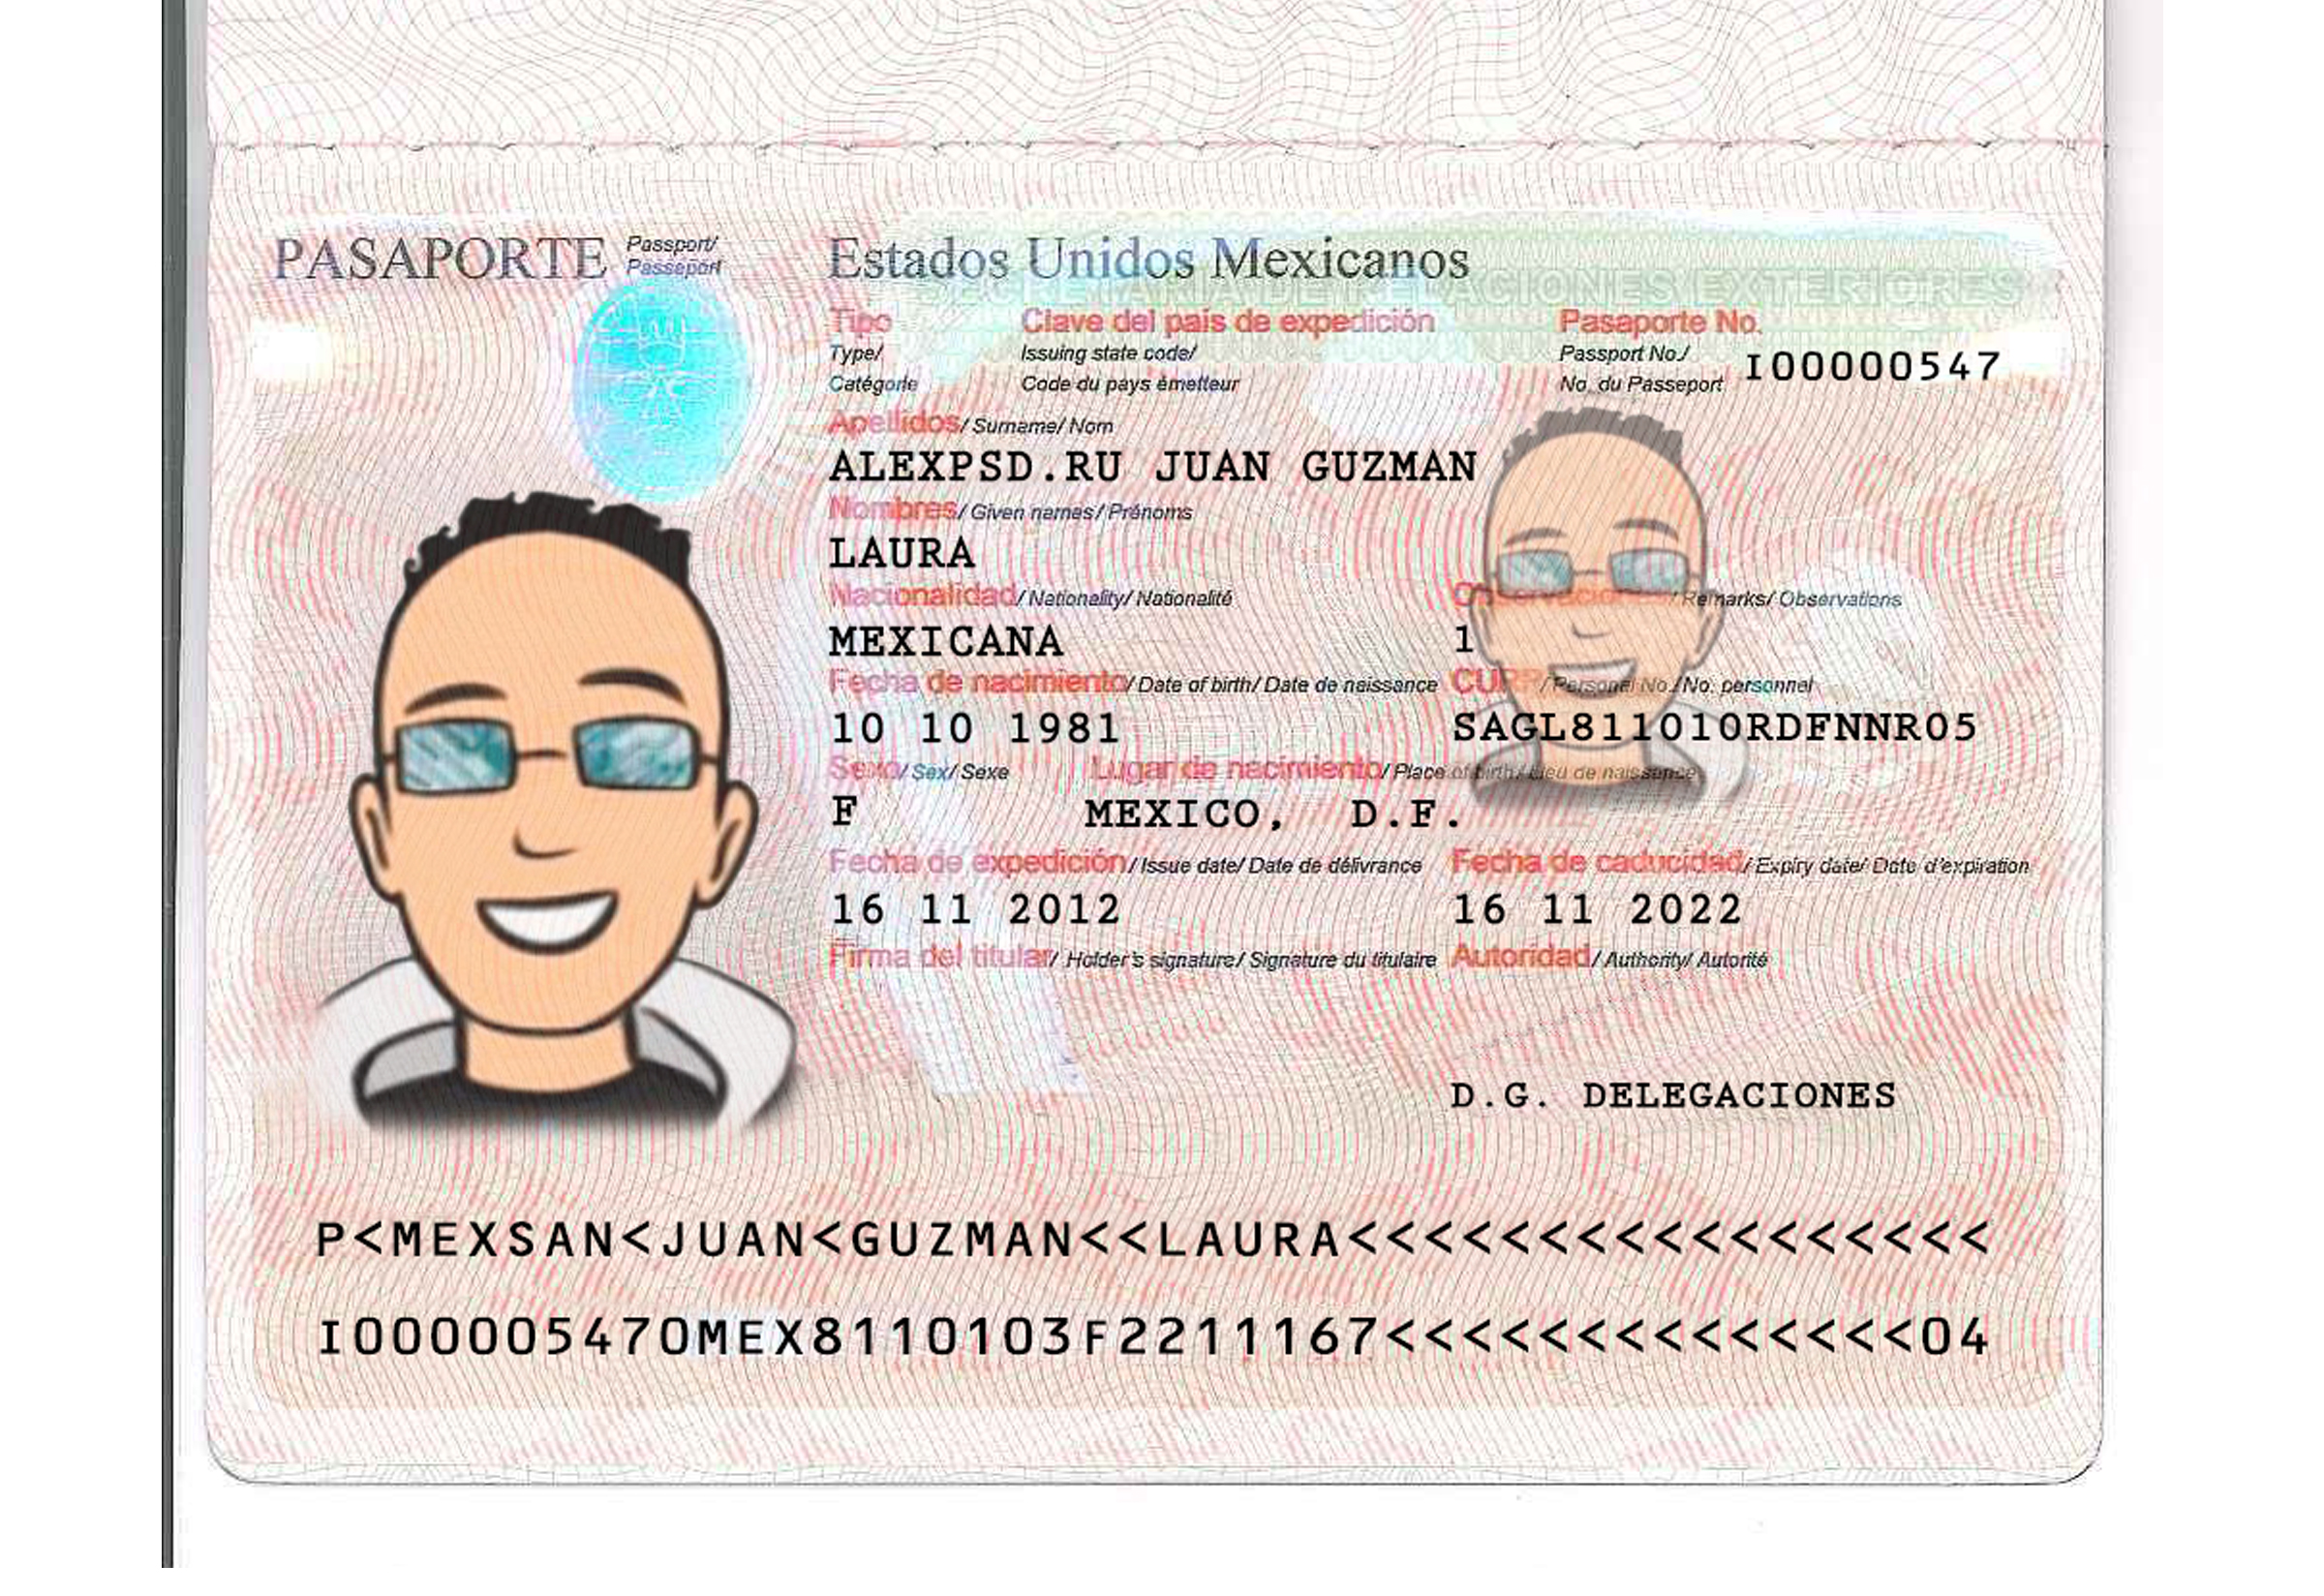 PASAPORTE Passport/ Passeport
Estados Unidos Mexicanos
SECRETARIA DE RELACIONES EXTERIORES
Tipo Clave del pais de expedición Pasaporte No.
Type/ Issuing state code/ Passport No./
Catégorie Code du pays émetteur No. du Passeport
I00000547
Apellidos/ Surname/ Nom
ALEXPSD.RU JUAN GUZMAN
Nombres/ Given names/ Prénoms
LAURA
Nacionalidad/ Nationality/ Nationalité Observaciones/ Remarks/ Observations
MEXICANA 1
Fecha de nacimiento/ Date of birth/ Date de naissance CURP/ Personal No./No. personnel
10 10 1981 SAGL811010RDFNNR05
Sexo/ Sex/ Sexe Lugar de nacimiento/ Place of birth/ Lieu de naissance
F MEXICO, D.F.
Fecha de expedición/ Issue date/ Date de délivrance Fecha de caducidad/ Expiry date/ Date d'expiration
16 11 2012 16 11 2022
Firma del titular/ Holder's signature/ Signature du titulaire Autoridad/ Authority/ Autorité
D.G. DELEGACIONES
P<MEXSAN<JUAN<GUZMAN<<LAURA<<<<<<<<<<<<<<<<<
I000005470MEX8110103F2211167<<<<<<<<<<<<<<04